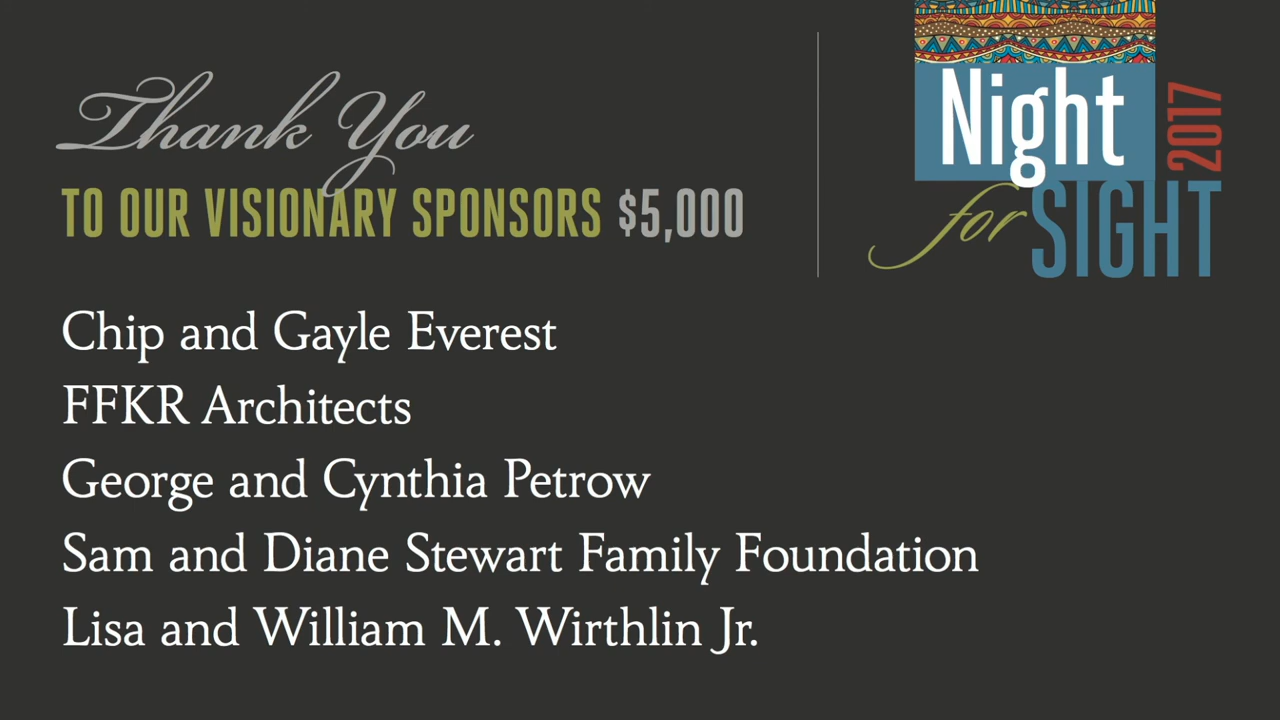 Thank You
TO OUR VISIONARY SPONSORS $5,000
Night
for SIGHT
2017
Chip and Gayle Everest
FFKR Architects
George and Cynthia Petrow
Sam and Diane Stewart Family Foundation
Lisa and William M. Wirthlin Jr.